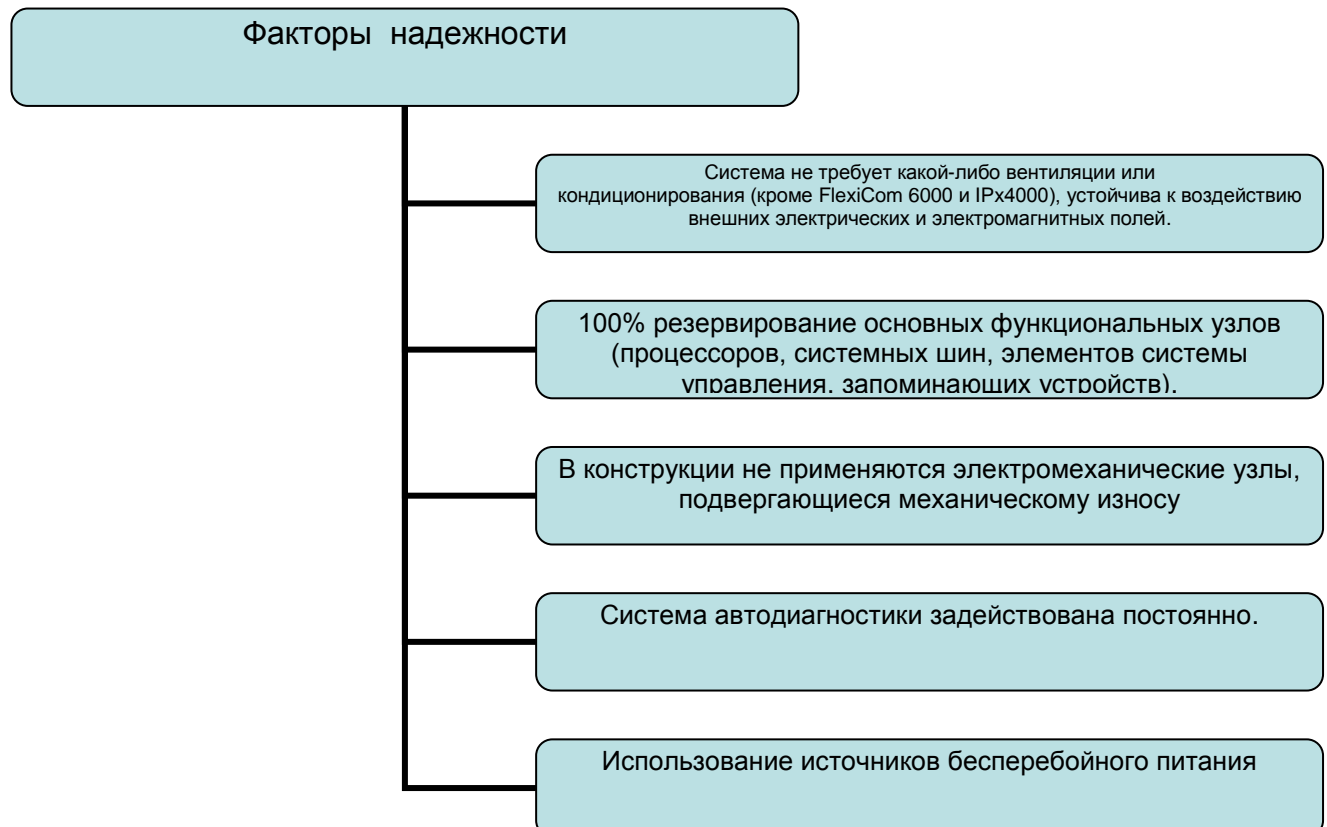 Факторы надежности
Система не требует какой-либо вентиляции или
кондиционирования (кроме FlexiCom 6000 и IPx4000), устойчива к воздействию
внешних электрических и электромагнитных полей.
100% резервирование основных функциональных узлов
(процессоров, системных шин, элементов системы
управления. запоминающих устройств).
В конструкции не применяются электромеханические узлы,
подвергающиеся механическому износу
Система автодиагностики задействована постоянно.
Использование источников бесперебойного питания